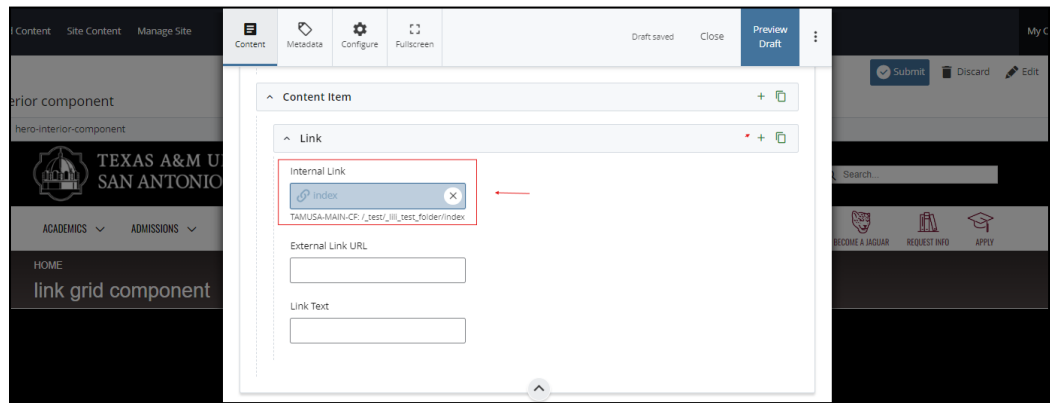 l Content Site Content Manage Site
Content Metadata Configure Fullscreen
Draft saved Close Preview Draft
My C
Submit Discard Edit
erior component
hero-interior-component
Content Item
Link
Internal Link
Index
TAMUSA-MAIN-CF: /_test/_lili_test_folder/index
External Link URL
Link Text
TEXAS A&M U
SAN ANTONIO
Search...
ACADEMICS ADMISSIONS
BECOME A JAGUAR REQUEST INFO APPLY
HOME
link grid component